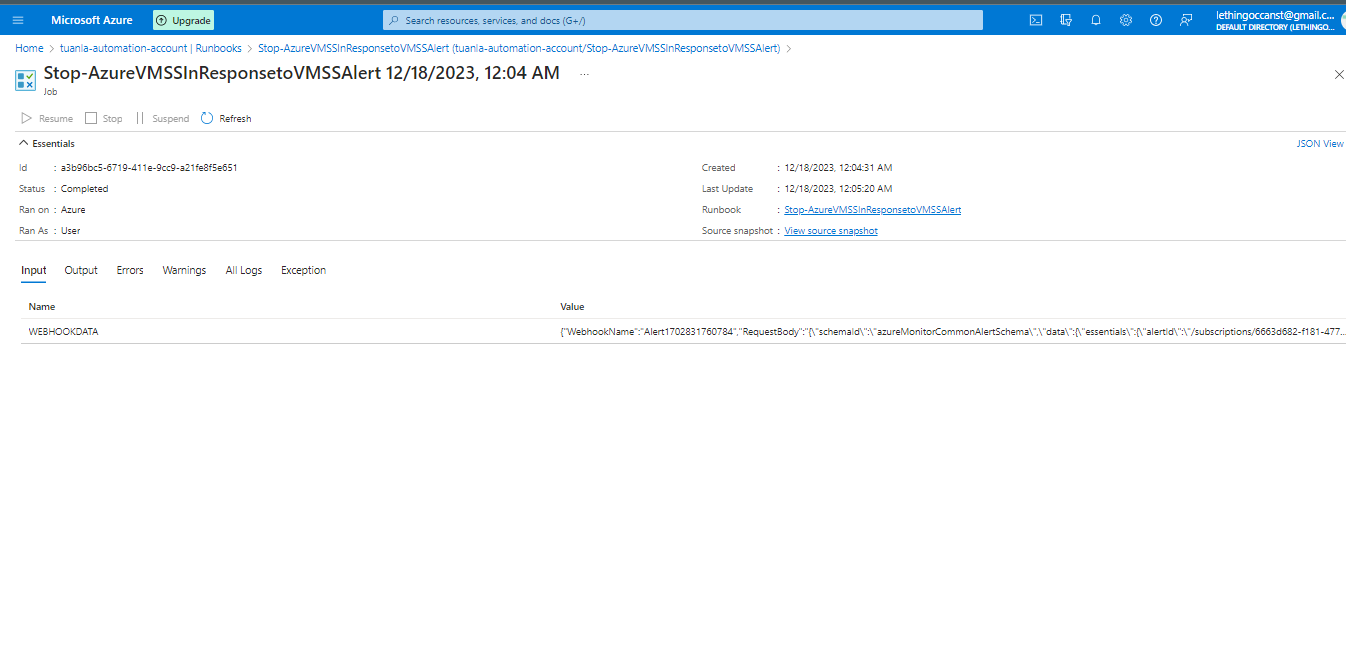 Microsoft Azure Upgrade Search resources, services, and docs (G+/) lethingoccanst@gmail.c...
DEFAULT DIRECTORY (LETHINGO...
Home > tuanla-automation-account | Runbooks > Stop-AzureVMSSInResponsetoVMSSAlert (tuanla-automation-account/Stop-AzureVMSSInResponsetoVMSSAlert) >
Stop-AzureVMSSInResponsetoVMSSAlert 12/18/2023, 12:04 AM ...
Job
Resume Stop Suspend Refresh
Essentials JSON View
Id : a3b96bc5-6719-411e-9cc9-a21fe8f5e651 Created : 12/18/2023, 12:04:31 AM
Status : Completed Last Update : 12/18/2023, 12:05:20 AM
Ran on : Azure Runbook : Stop-AzureVMSSInResponsetoVMSSAlert
Ran As : User Source snapshot : View source snapshot
Input Output Errors Warnings All Logs Exception
Name Value
WEBHOOKDATA {"WebhookName":"Alert1702831760784","RequestBody":"{\"schemaId\":\"azureMonitorCommonAlertSchema\",\"data\":{\"essentials\":{\"alertId\":\"/subscriptions/6663d682-f181-477...